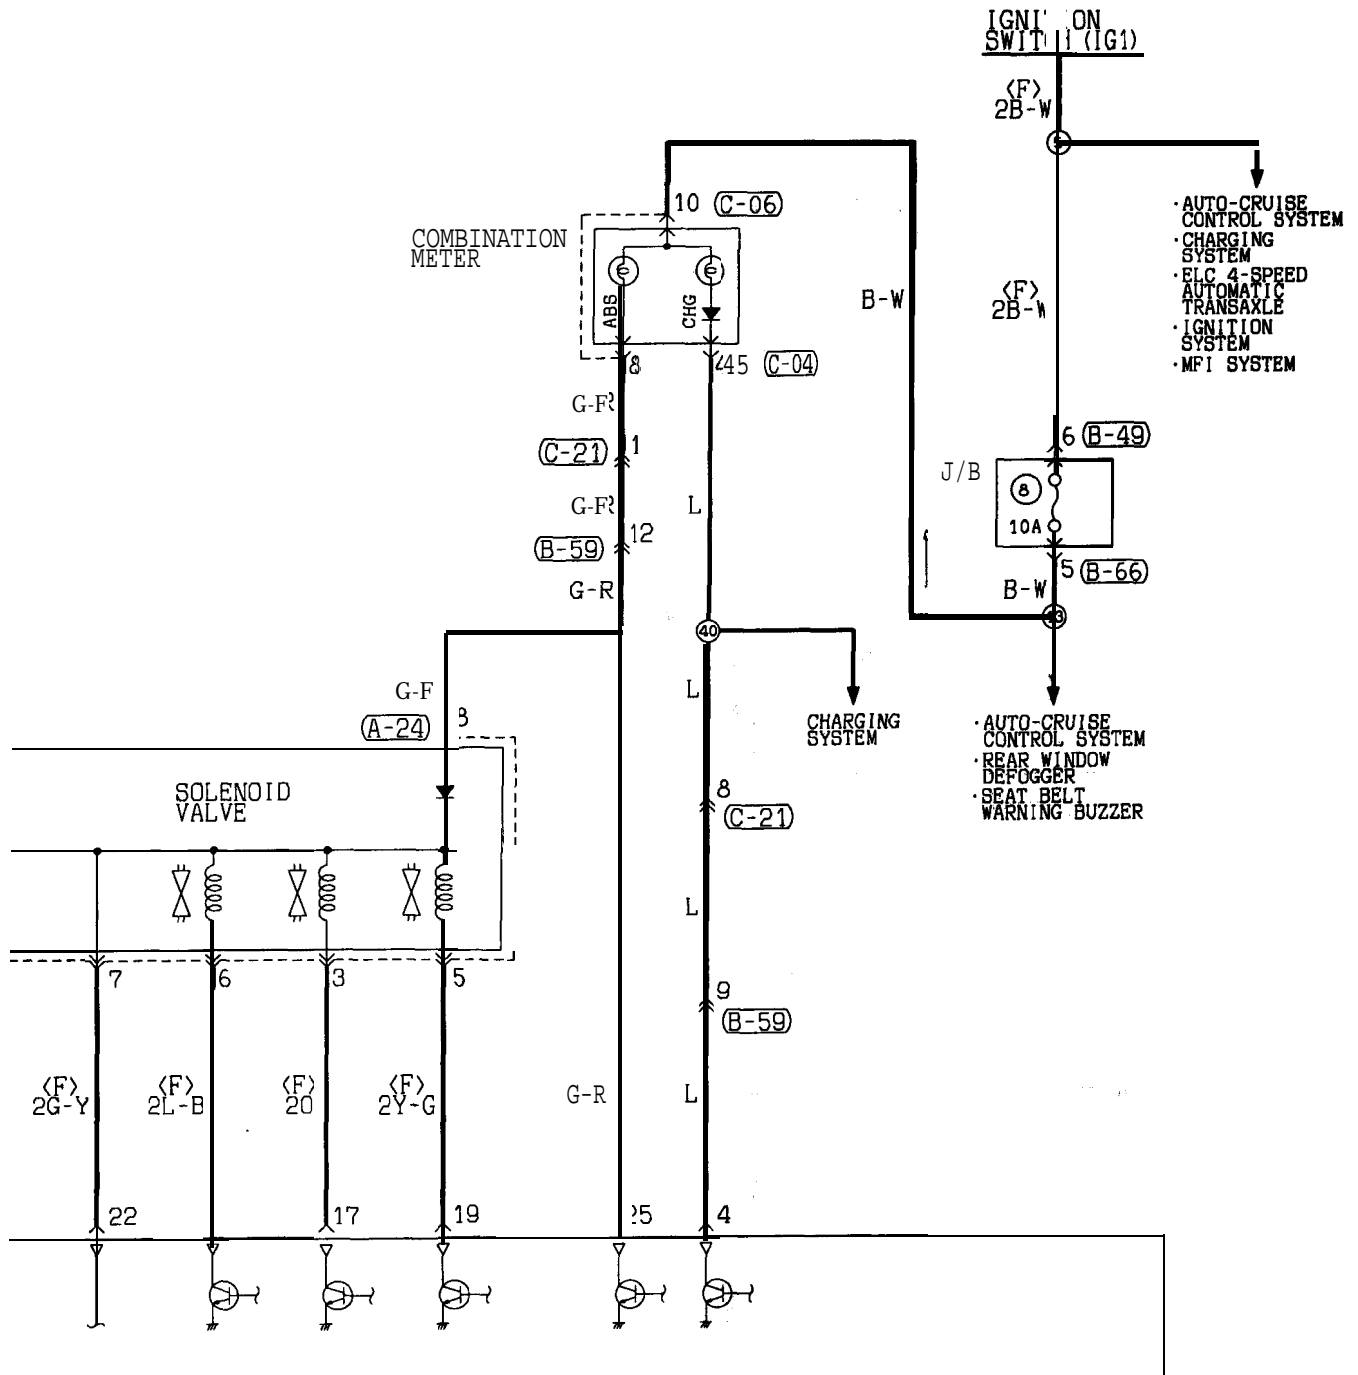 SWIT (IG1)
<F>
2B-W
5
·AUTO-CRUISE
CONTROL SYSTEM
·CHARGING
SYSTEM
·ELC 4-SPEED
AUTOMATIC
TRANSAXLE
·IGNITION
SYSTEM
·MFI SYSTEM
10 C-06
COMBINATION
METER
ABS
CHG
B-W
<F>
2B-W
8
45 C-04
G-F
C-21 1
G-F
L
B-59 12
G-R
6 B-49
J/B
8
10A
5 B-66
B-W
40
G-F
A-24
L
CHARGING
SYSTEM
·AUTO-CRUISE
CONTROL SYSTEM
·REAR WINDOW
DEFOGGER
·SEAT BELT
WARNING BUZZER
SOLENOID
VALVE
8
C-21
L
7
6
3
5
9
B-59
<F>
2G-Y
<F>
2L-B
<F>
20
<F>
2Y-G
G-R
L
22
17
19
25
4